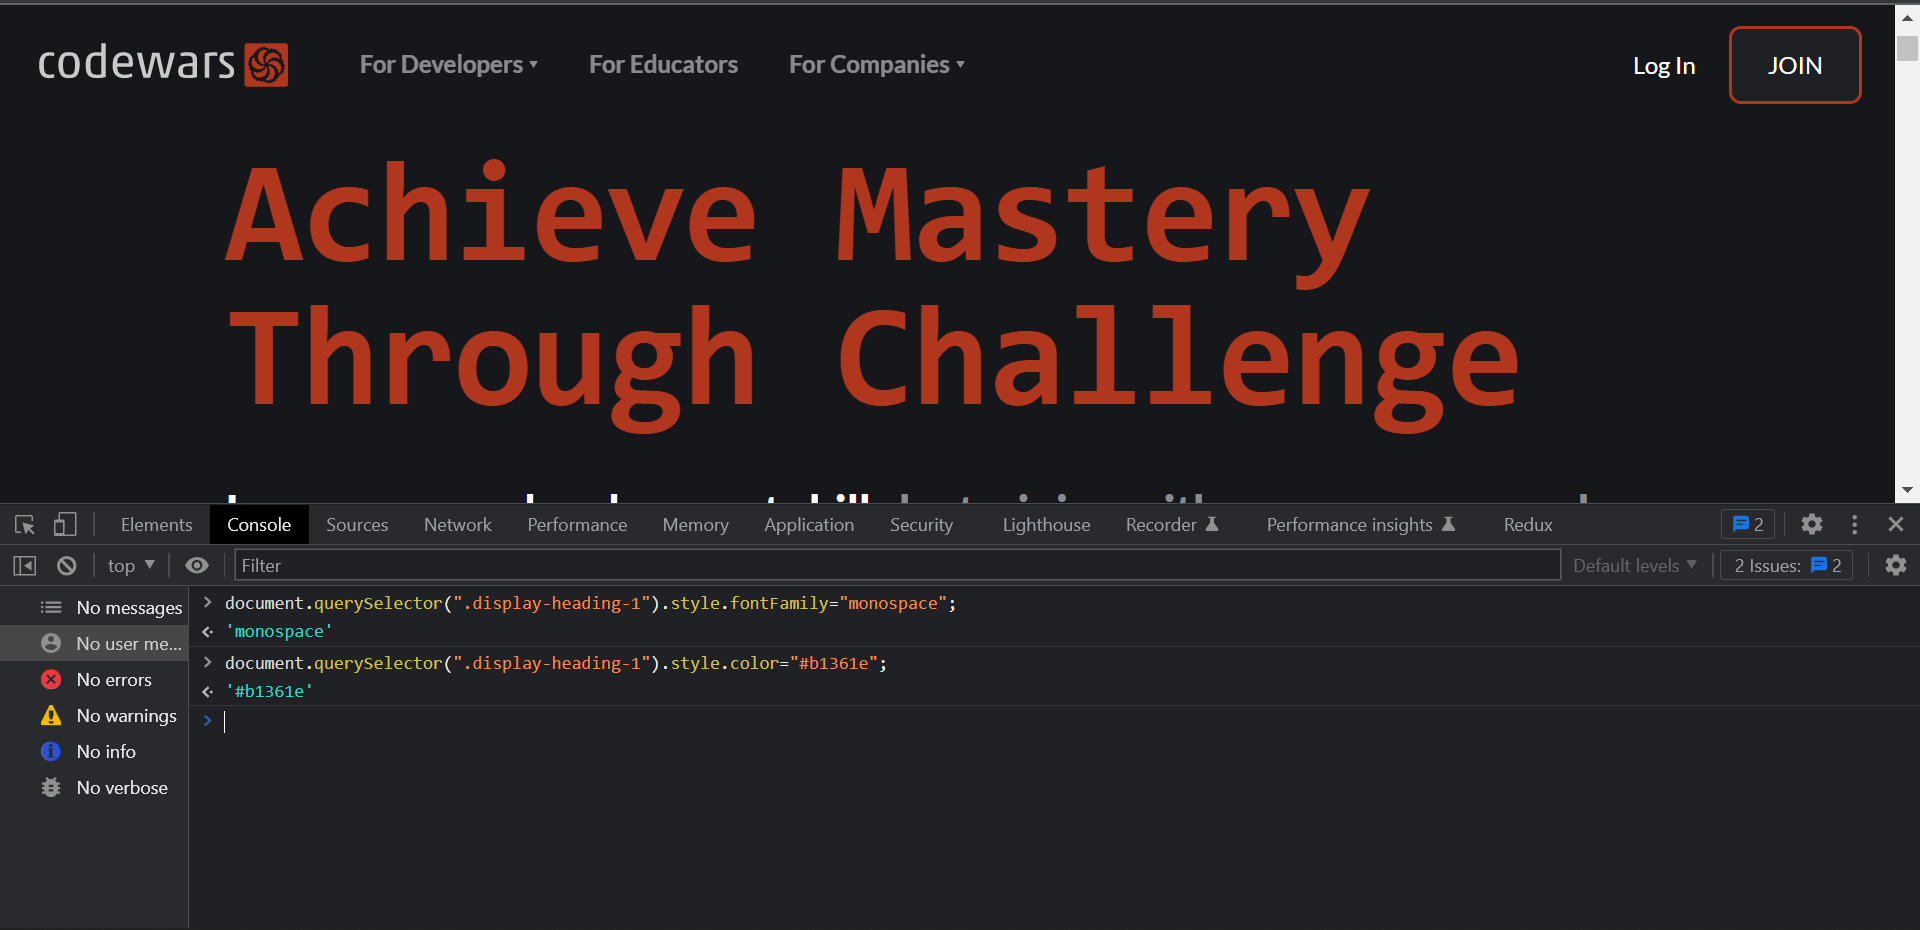 codewars For Developers ▾ For Educators For Companies ▾ Log In JOIN
Achieve Mastery
Through Challenge
Elements Console Sources Network Performance Memory Application Security Lighthouse Recorder Performance insights Redux 2
top ▼ Filter Default levels ▼ 2 Issues: 2
No messages
No user me...
No errors
No warnings
No info
No verbose
> document.querySelector(".display-heading-1").style.fontFamily="monospace";
'monospace'
> document.querySelector(".display-heading-1").style.color="#b1361e";
'#b1361e'
>